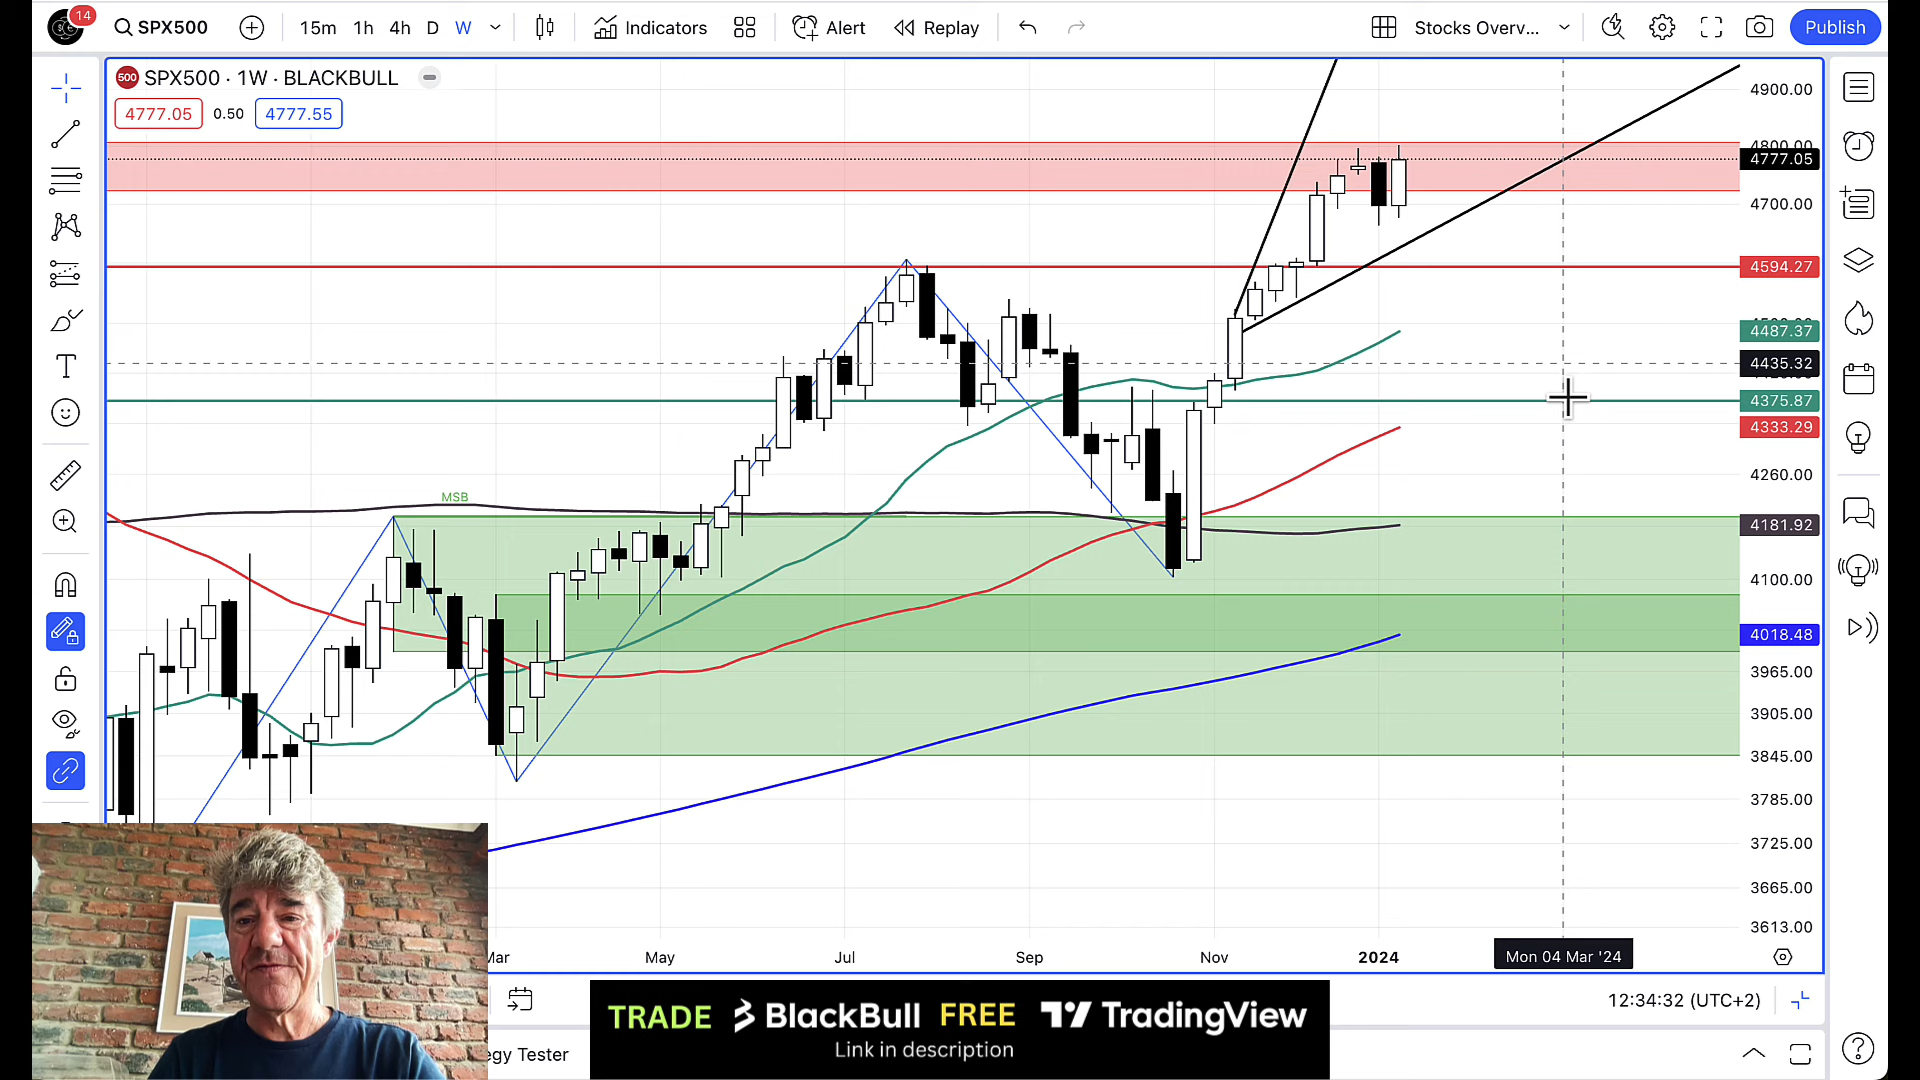 14
SPX500
15m 1h 4h D W
Indicators
Alert
Replay
Stocks Overv...
Publish
500 SPX500 · 1W · BLACKBULL
4777.05 0.50 4777.55
4900.00
4777.05
4700.00
4594.27
4487.37
4435.32
4375.87
4333.29
4260.00
MSB
4181.92
4100.00
4018.48
3965.00
3905.00
3845.00
3785.00
3725.00
3665.00
3613.00
May Jul Sep Nov 2024 Mon 04 Mar '24
12:34:32 (UTC+2)
TRADE BlackBull FREE TradingView
Link in description
egy Tester